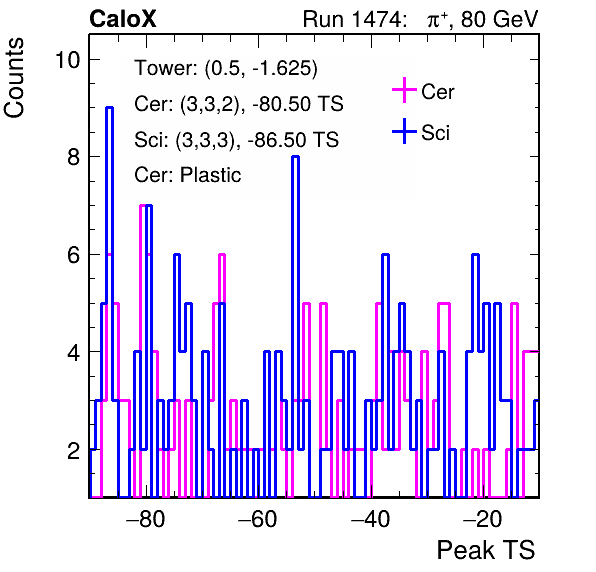 CaloX Run 1474: π⁺, 80 GeV
Counts
Tower: (0.5, -1.625)
Cer: (3,3,2), -80.50 TS
Sci: (3,3,3), -86.50 TS
Cer: Plastic
Cer
Sci
10
8
6
4
2
−80 −60 −40 −20
Peak TS